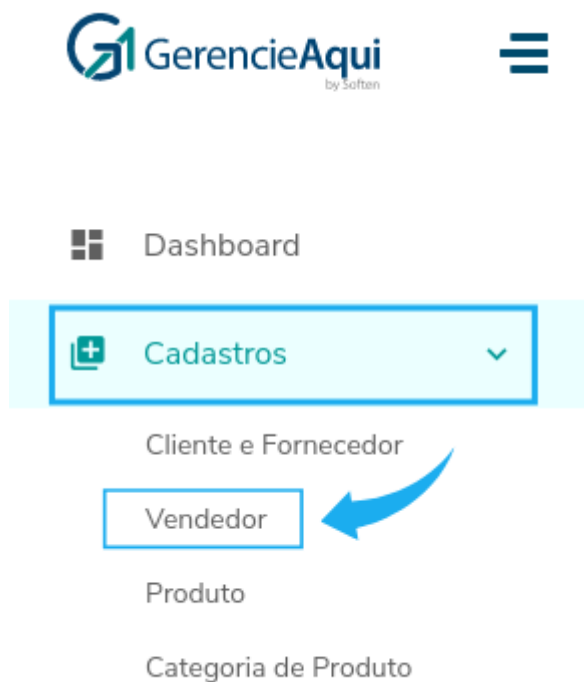 GerencieAqui
by Soften
Dashboard
Cadastros
Cliente e Fornecedor
Vendedor
Produto
Categoria de Produto